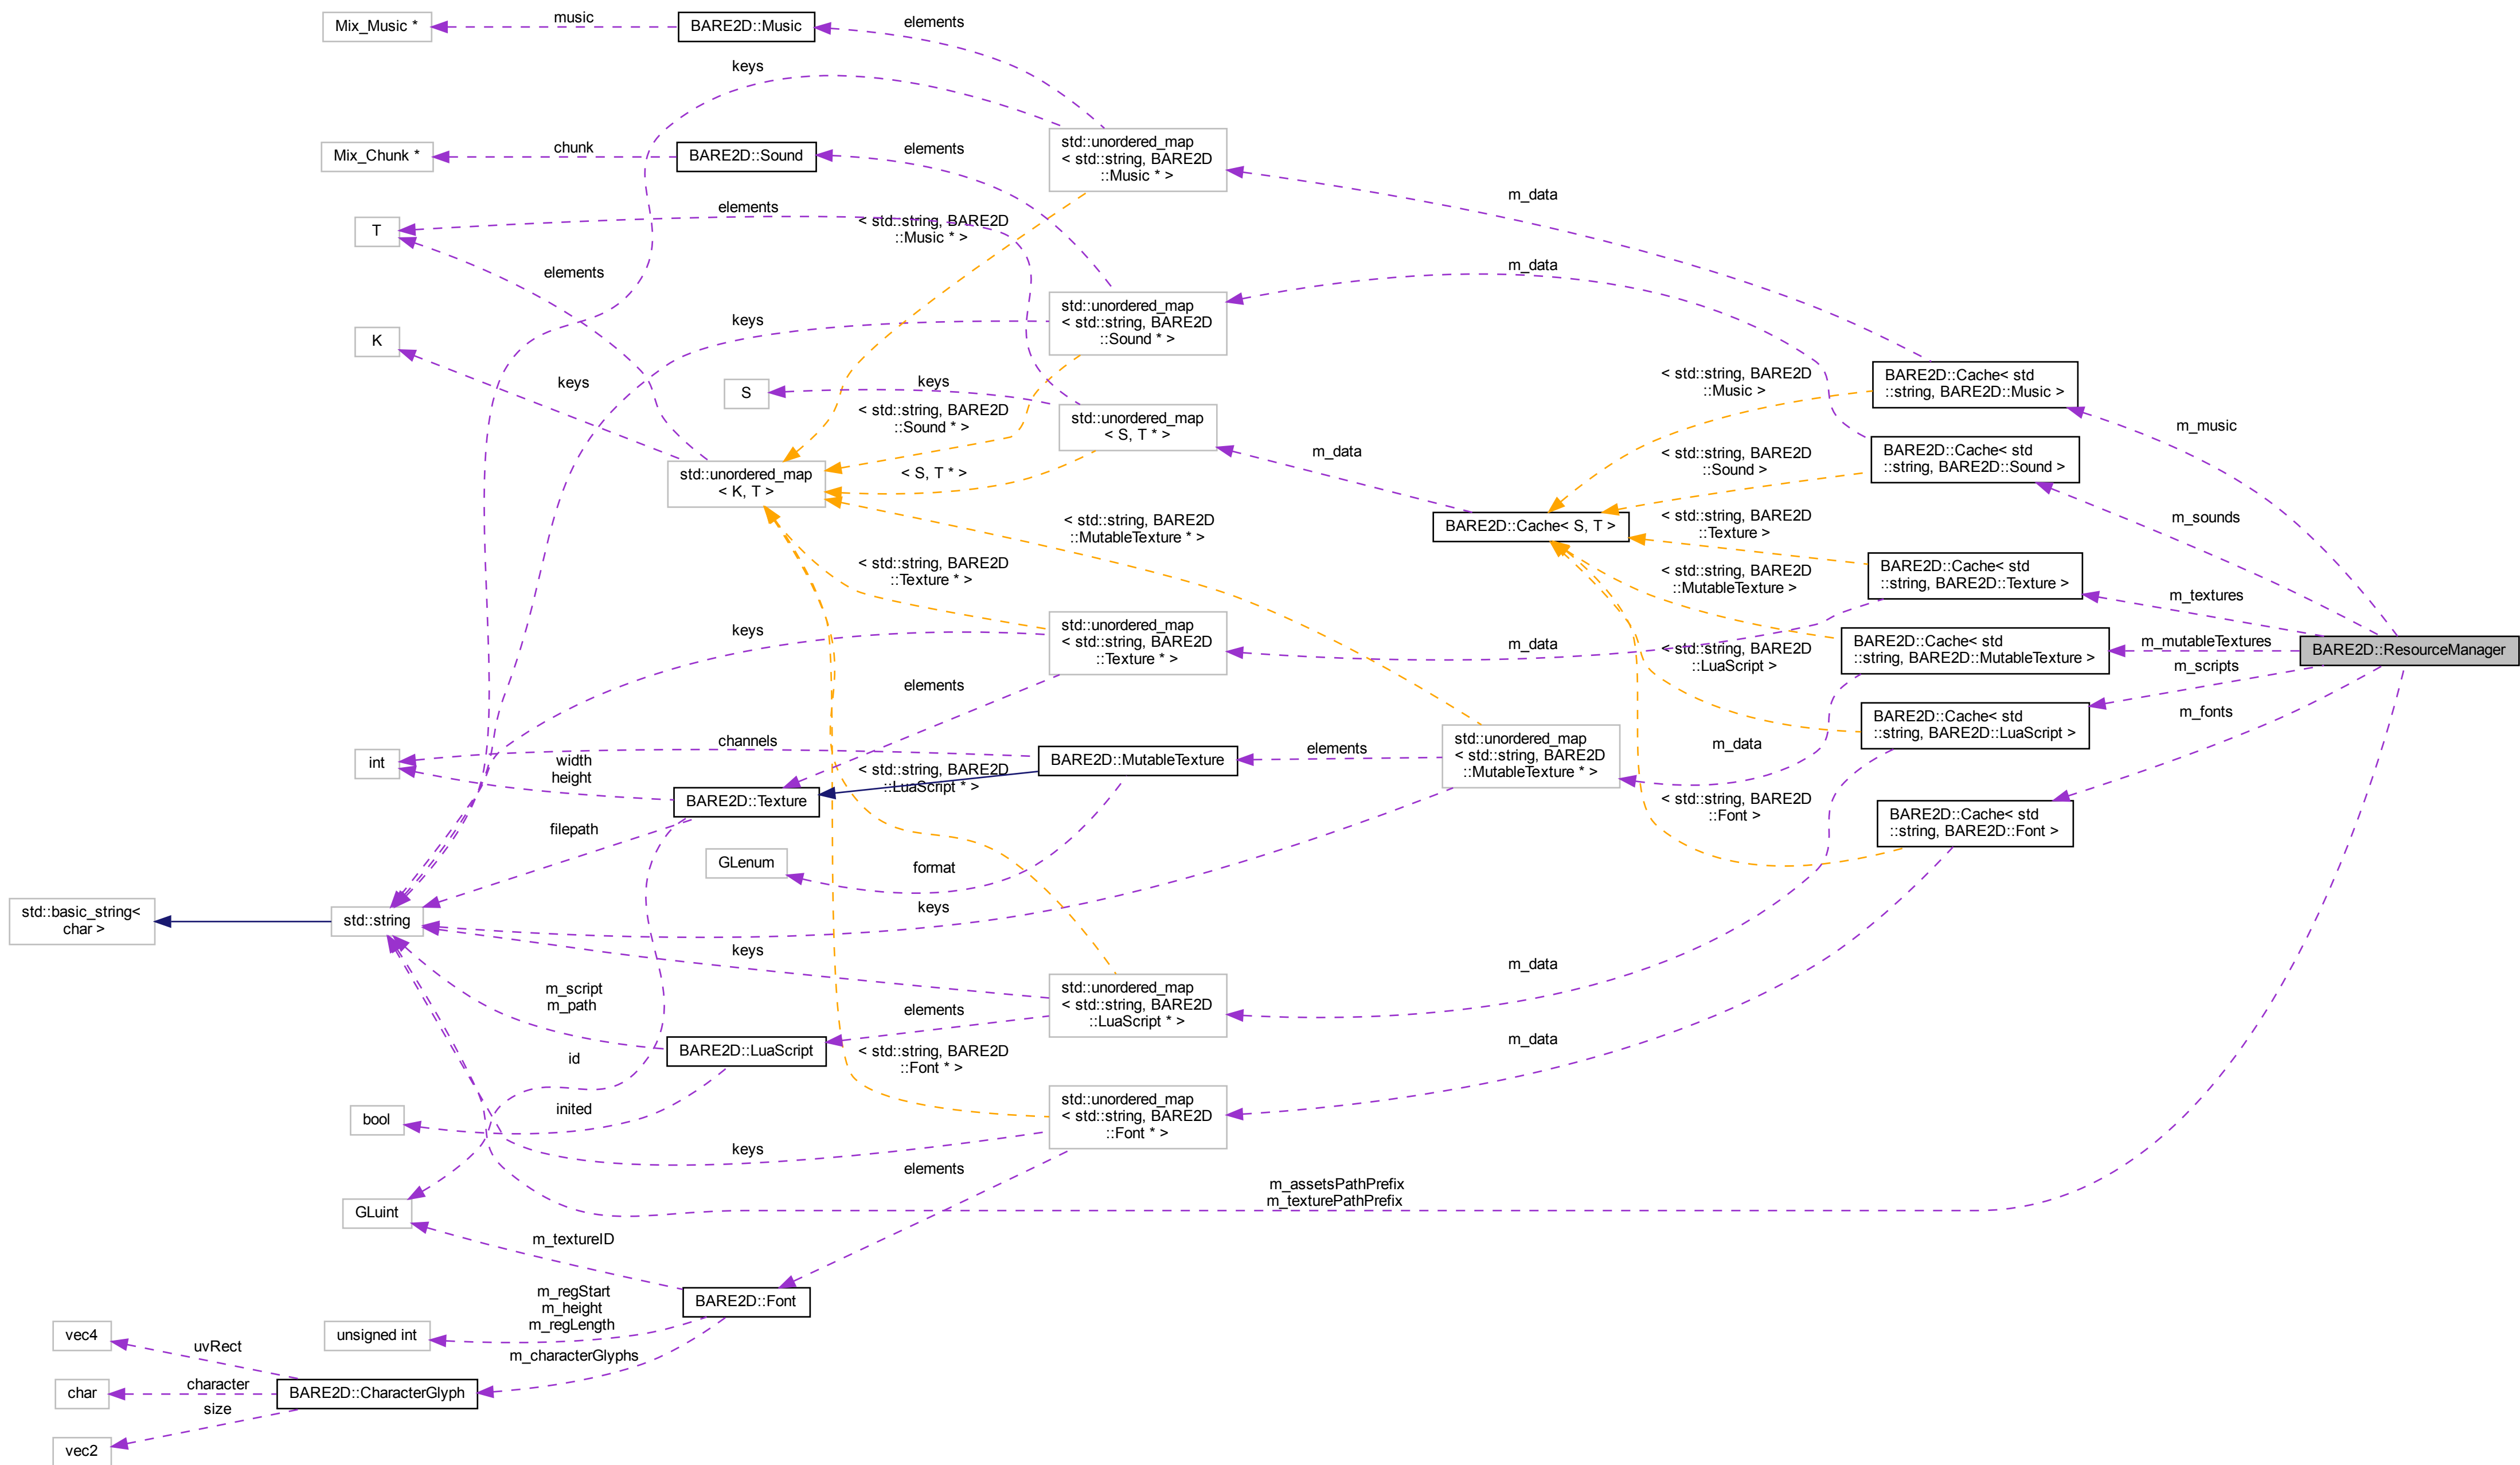 Mix_Music *
music
BARE2D::Music
elements
keys
std::unordered_map
< std::string, BARE2D
::Music * >
Mix_Chunk *
chunk
BARE2D::Sound
elements
m_data
T
elements
< std::string, BARE2D
::Music * >
elements
m_data
std::unordered_map
< std::string, BARE2D
::Sound * >
keys
K
keys
S
keys
< std::string, BARE2D
::Sound * >
std::unordered_map
< S, T * >
< std::string, BARE2D
::Music >
BARE2D::Cache< std
::string, BARE2D::Music >
m_music
std::unordered_map
< K, T >
< S, T * >
m_data
< std::string, BARE2D
::Sound >
BARE2D::Cache< std
::string, BARE2D::Sound >
m_sounds
< std::string, BARE2D
::MutableTexture * >
BARE2D::Cache< S, T >
< std::string, BARE2D
::Texture >
< std::string, BARE2D
::Texture * >
< std::string, BARE2D
::MutableTexture >
BARE2D::Cache< std
::string, BARE2D::Texture >
m_textures
keys
std::unordered_map
< std::string, BARE2D
::Texture * >
m_data
< std::string, BARE2D
::LuaScript >
BARE2D::Cache< std
::string, BARE2D::MutableTexture >
m_mutableTextures
BARE2D::ResourceManager
m_scripts
elements
m_fonts
int
channels
width
height
BARE2D::MutableTexture
elements
std::unordered_map
< std::string, BARE2D
::MutableTexture * >
m_data
BARE2D::Cache< std
::string, BARE2D::LuaScript >
< std::string, BARE2D
::LuaScript * >
BARE2D::Texture
< std::string, BARE2D
::Font >
BARE2D::Cache< std
::string, BARE2D::Font >
filepath
GLenum
format
std::basic_string<
char >
std::string
keys
keys
m_data
m_script
m_path
std::unordered_map
< std::string, BARE2D
::LuaScript * >
elements
BARE2D::LuaScript
id
< std::string, BARE2D
::Font * >
m_data
bool
inited
std::unordered_map
< std::string, BARE2D
::Font * >
keys
elements
m_assetsPathPrefix
m_texturePathPrefix
GLuint
m_textureID
BARE2D::Font
m_regStart
m_height
m_regLength
unsigned int
vec4
uvRect
m_characterGlyphs
char
character
BARE2D::CharacterGlyph
size
vec2